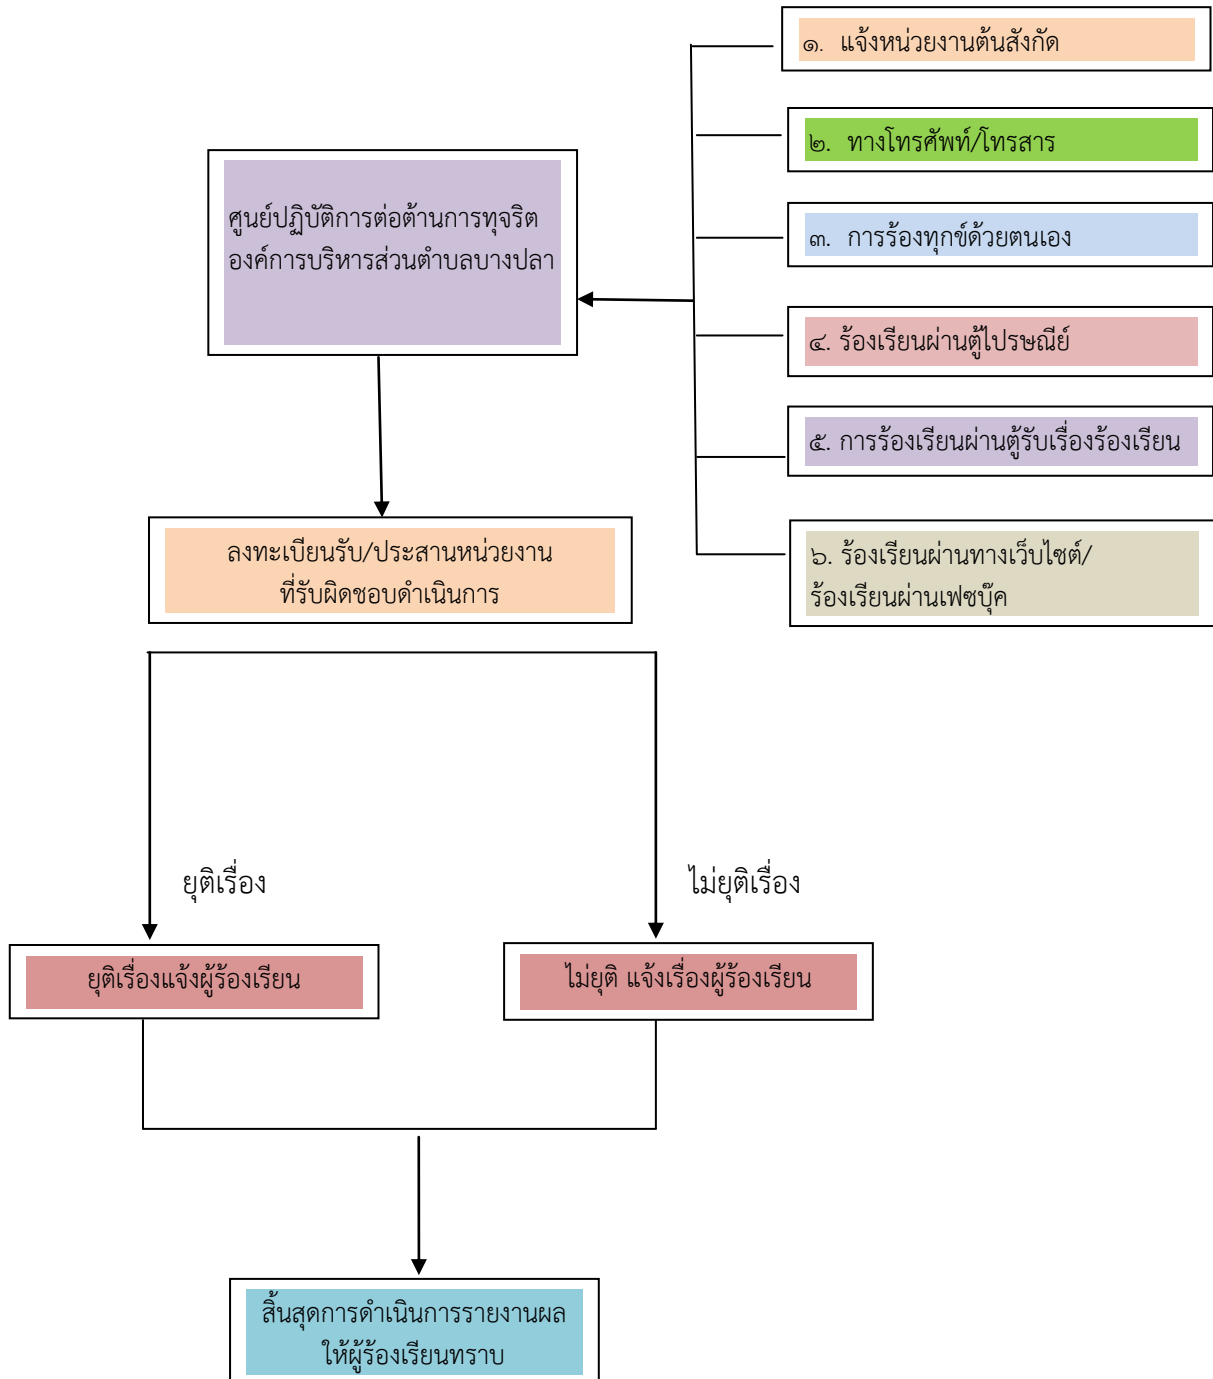 ๑. แจ้งหน่วยงานต้นสังกัด
๒. ทางโทรศัพท์/โทรสาร
๓. การร้องทุกข์ด้วยตนเอง
๔. ร้องเรียนผ่านตู้ไปรษณีย์
๕. การร้องเรียนผ่านตู้รับเรื่องร้องเรียน
๖. ร้องเรียนผ่านทางเว็บไซต์/
ร้องเรียนผ่านเฟซบุ๊ค
ศูนย์ปฏิบัติการต่อต้านการทุจริต
องค์การบริหารส่วนตำบลบางปลา
ลงทะเบียนรับ/ประสานหน่วยงาน
ที่รับผิดชอบดำเนินการ
ยุติเรื่อง
ไม่ยุติเรื่อง
ยุติเรื่องแจ้งผู้ร้องเรียน
ไม่ยุติ แจ้งเรื่องผู้ร้องเรียน
สิ้นสุดการดำเนินการรายงานผล
ให้ผู้ร้องเรียนทราบ